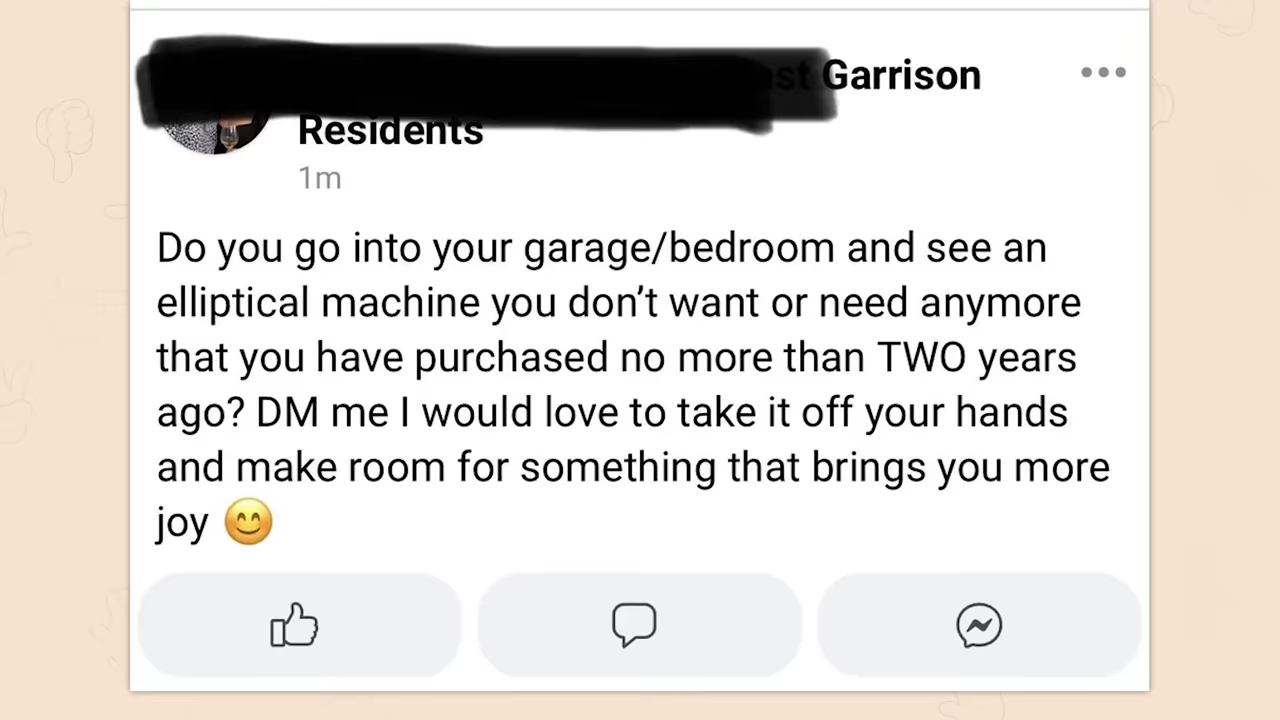 Garrison
Residents
1m
Do you go into your garage/bedroom and see an
elliptical machine you don’t want or need anymore
that you have purchased no more than TWO years
ago? DM me I would love to take it off your hands
and make room for something that brings you more
joy 😊